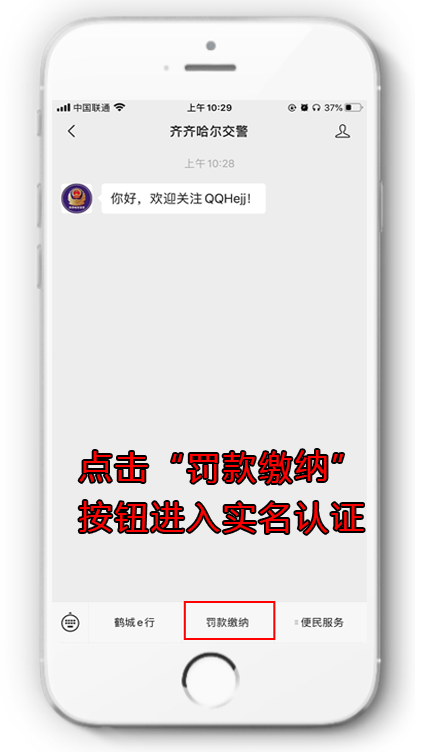 中国联通 上午10:29 37%
齐齐哈尔交警
上午10:28
你好，欢迎关注QQHejj！
点击“罚款缴纳”
按钮进入实名认证
鹤城e行 罚款缴纳 便民服务